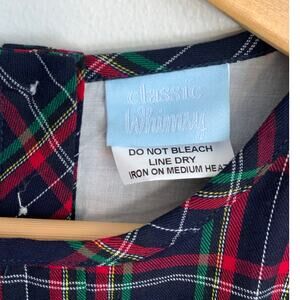 classic
Whimsy
DO NOT BLEACH
LINE DRY
IRON ON MEDIUM HEAT